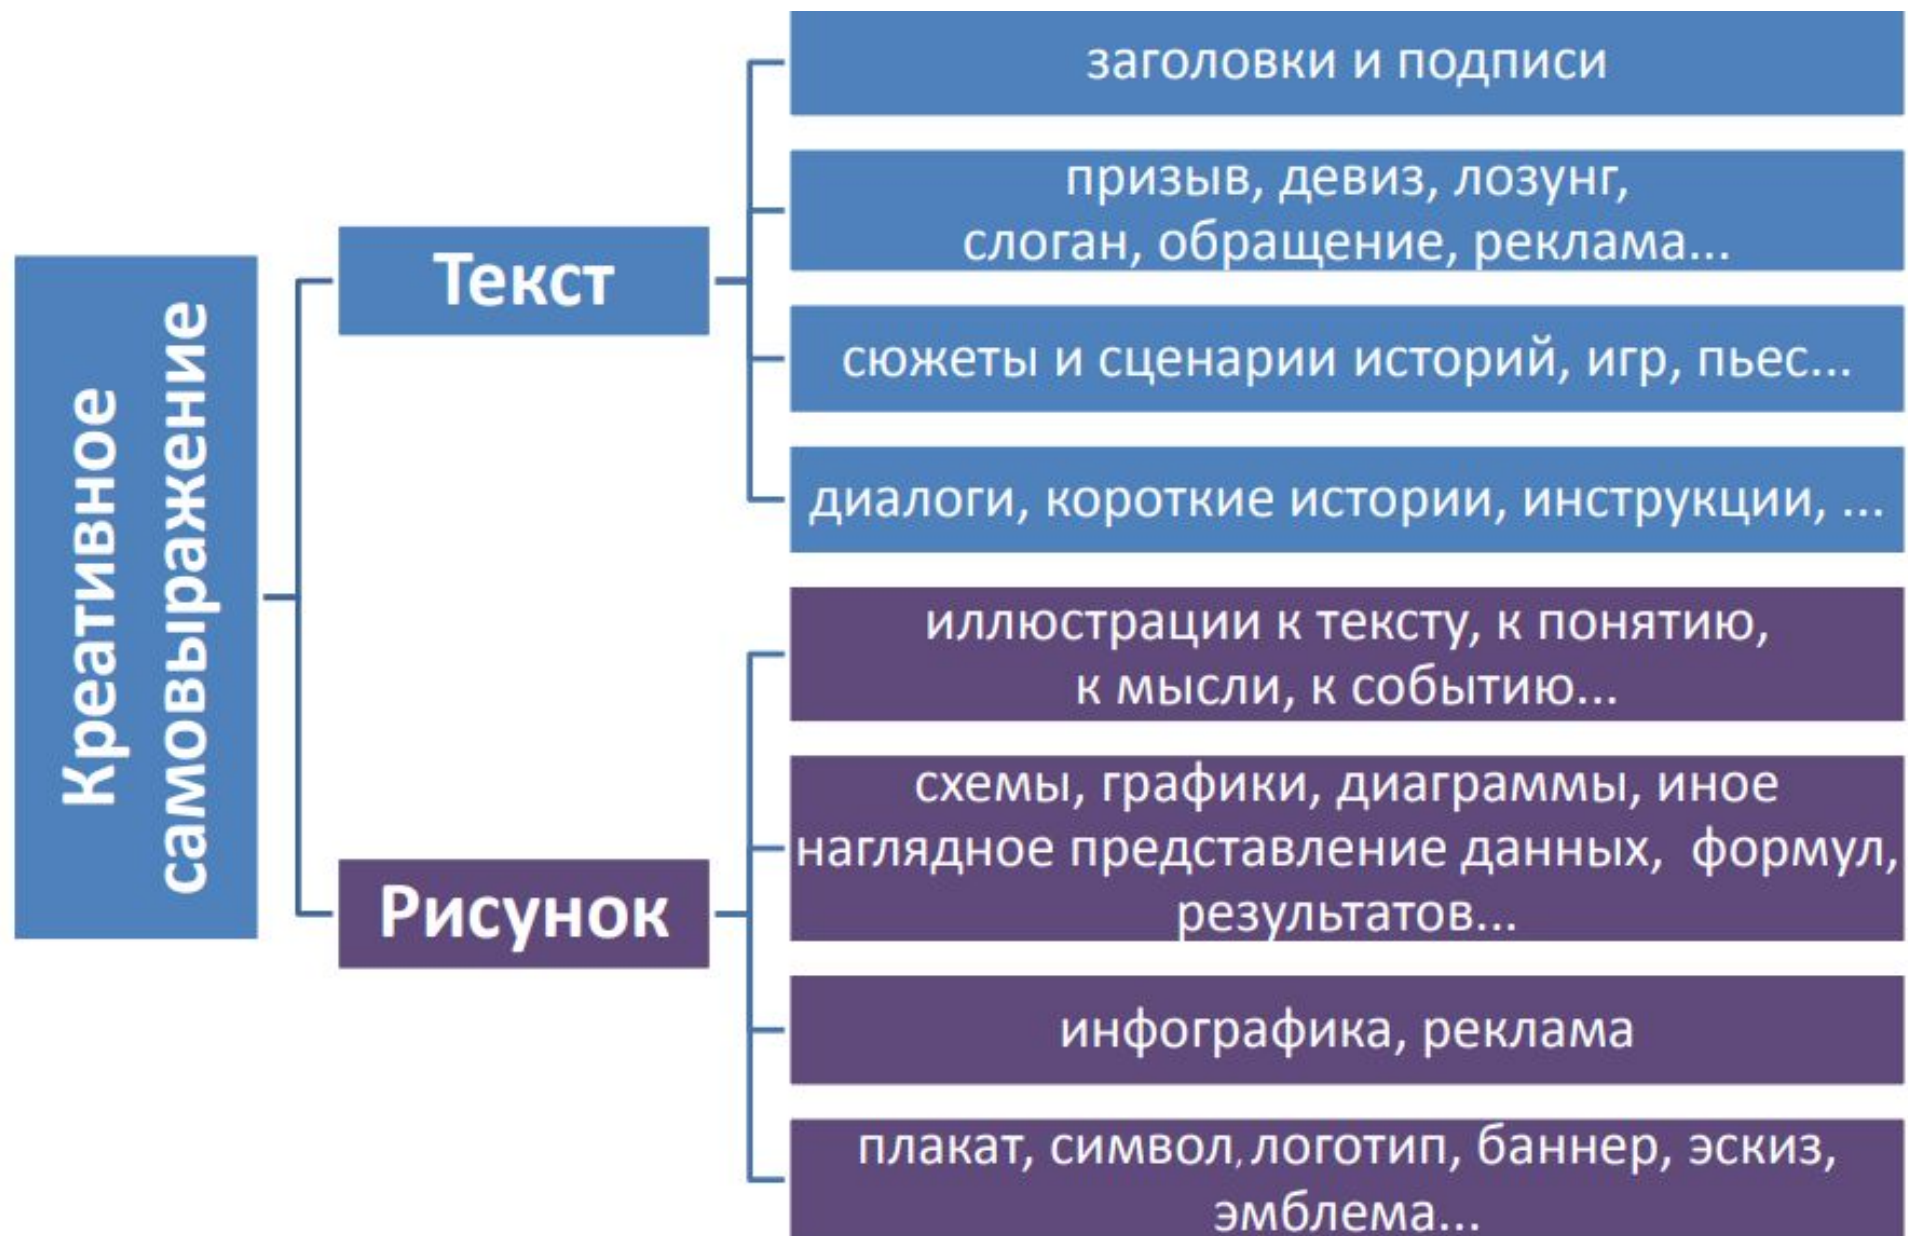 Креативное
самовыражение
Текст
заголовки и подписи
призыв, девиз, лозунг,
слоган, обращение, реклама...
сюжеты и сценарии историй, игр, пьес...
диалоги, короткие истории, инструкции, ...
Рисунок
иллюстрации к тексту, к понятию,
к мысли, к событию...
схемы, графики, диаграммы, иное
наглядное представление данных, формул,
результатов...
инфографика, реклама
плакат, символ, логотип, баннер, эскиз,
эмблема...